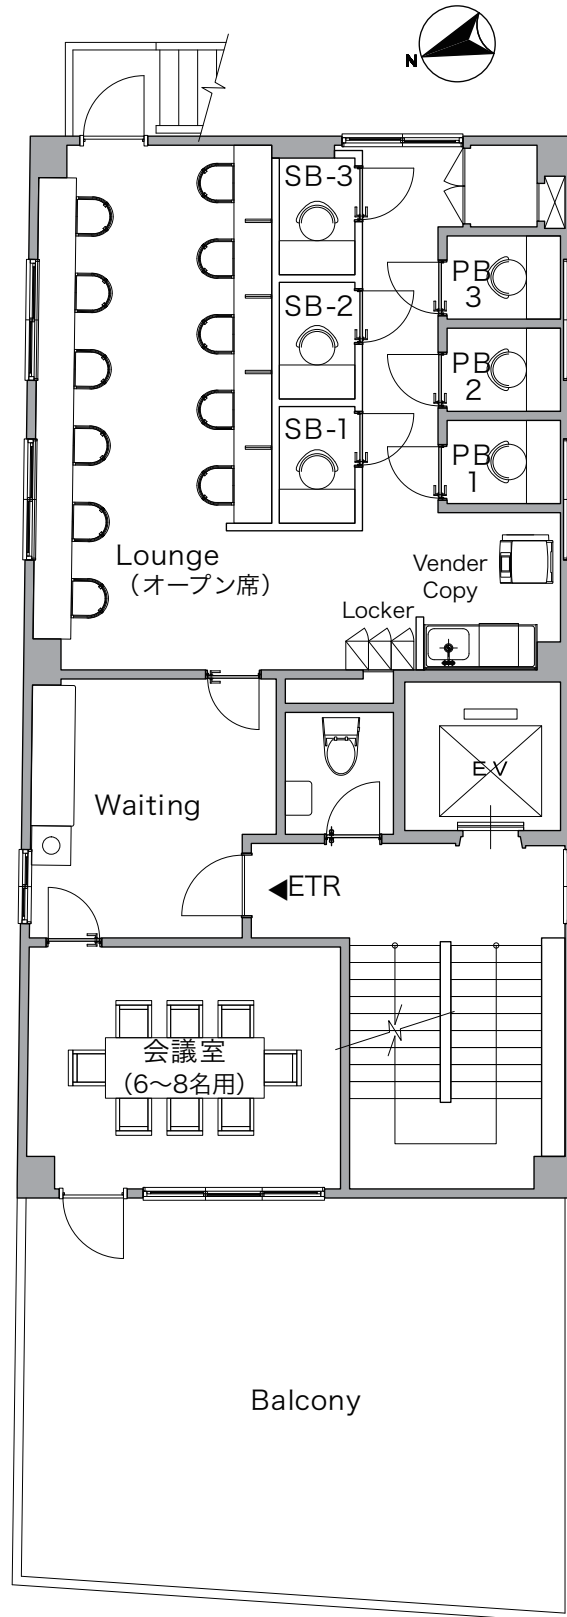 N
SB-3
PB
3
SB-2
PB
2
SB-1
PB
1
Lounge
（オープン席）
Vender
Copy
Locker
EV
Waiting
◀ETR
会議室
（6〜8名用）
Balcony